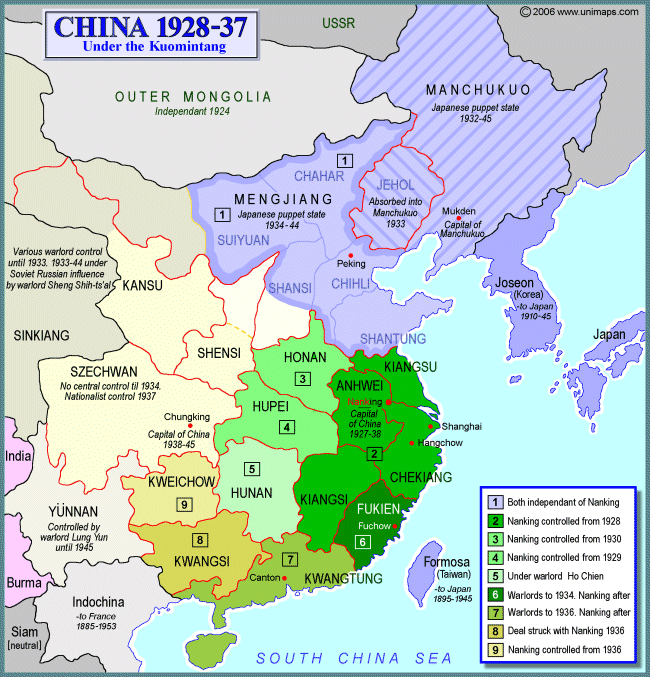 © 2006 www.unimaps.com
CHINA 1928-37
Under the Kuomintang
USSR
OUTER MONGOLIA
Independant 1924
MANCHUKUO
Japanese puppet state
1932-45
1
CHAHAR
JEHOL
Absorbed into
Manchukuo
1933
MENGJIANG
Japanese puppet state
1934-44
1
SUIYUAN
Mukden
Capital of
Manchukuo
Peking
Various warlord control
until 1933. 1933-44 under
Soviet Russian influence
by warlord Sheng Shih-ts'al
KANSU
SHANSI
CHIHLI
Joseon
(Korea)
-to Japan
1910-45
SINKIANG
SHENSI
SHANTUNG
Japan
HONAN
3
KIANGSU
SZECHWAN
No central control til 1934.
Nationalist control 1937
ANHWEI
Nanking
Capital
of China
1927-38
HUPEI
4
Chungking
Capital of China
1938-45
Shanghai
Hangchow
2
India
KWEICHOW
9
5
HUNAN
CHEKIANG
KIANGSI
YÜNNAN
Controlled by
warlord Lung Yun
until 1945
FUKIEN
Fuchow
6
8
KWANGSI
7
Canton
KWANGTUNG
Formosa
(Taiwan)
-to Japan
1895-1945
Burma
Indochina
-to France
1885-1953
Siam
[neutral]
SOUTH CHINA SEA
1 Both independant of Nanking
2 Nanking controlled from 1928
3 Nanking controlled from 1930
4 Nanking controlled from 1929
5 Under warlord Ho Chien
6 Warlords to 1934. Nanking after
7 Warlords to 1936. Nanking after
8 Deal struck with Nanking 1936
9 Nanking controlled from 1936